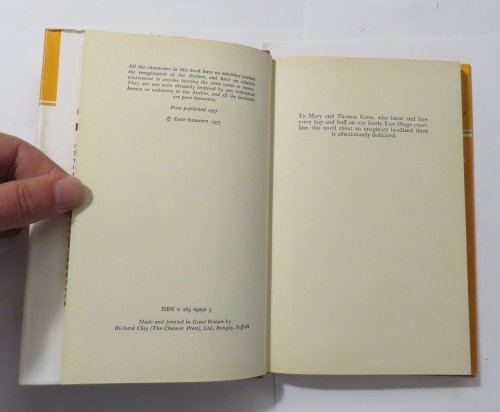 All the characters in this book have no existence outside
the imagination of the Author, and have no relation
whatsoever to anyone bearing the same name or names.
They are not even distantly inspired by any individual
known or unknown to the Author, and all the incidents
are pure invention.
First published 1977
© Essie Summers 1977
ISBN 0 263 09090 3
Made and printed in Great Britain by
Richard Clay (The Chaucer Press), Ltd., Bungay, Suffolk
To Mary and Thomas Gates, who know and love
every bay and bluff on our lovely East Otago coast-
line, this novel about an imaginary headland there
is affectionately dedicated.